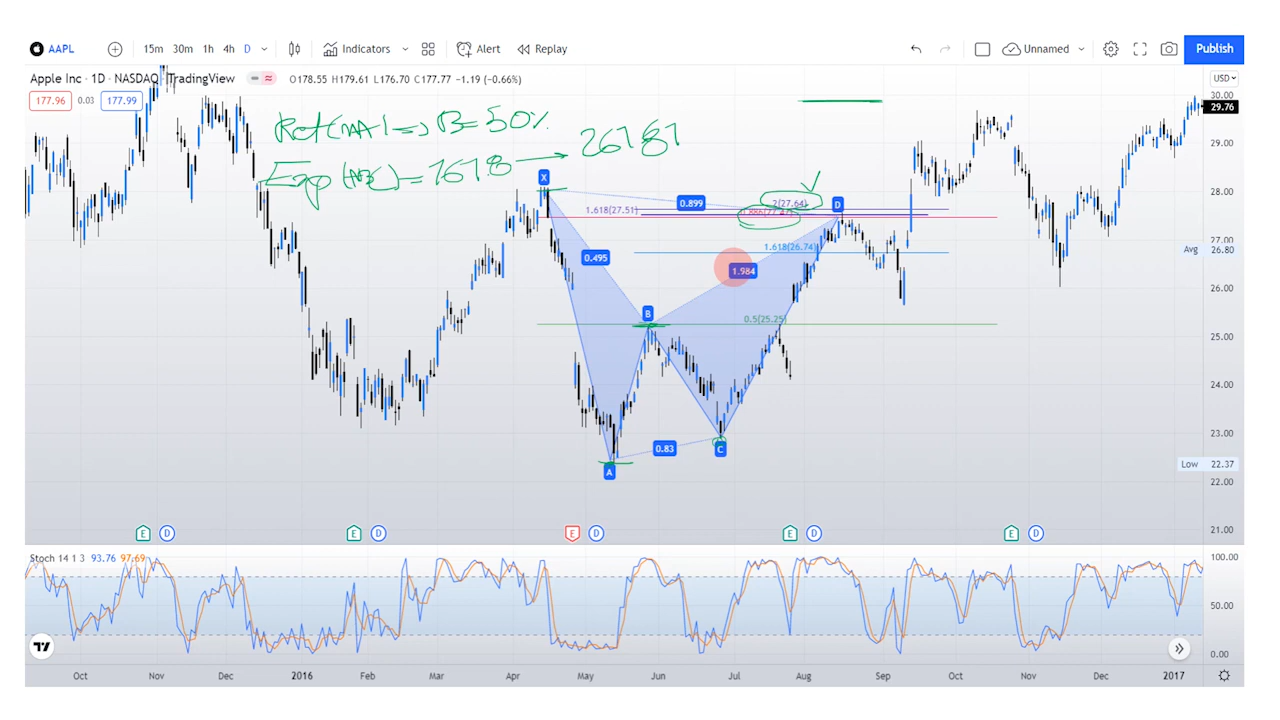 AAPL 15m 30m 1h 4h D Indicators Alert Replay Unnamed Publish
Apple Inc · 1D · NASDAQ TradingView O178.55 H179.61 L176.70 C177.77 −1.19 (−0.66%) USD
177.96 0.03 177.99
30.00
29.76
29.00
28.00
27.00
Avg 26.80
26.00
25.00
24.00
23.00
Low 22.37
22.00
21.00
B=50%
X
0.899
2(27.64)
D
1.618(27.51)
0.886(27.47)
1.618(26.74)
0.495
1.984
B
0.5(25.25)
0.83
C
A
E D E D E D E D E D
Stoch 14 1 3 93.76 97.69
100.00
50.00
0.00
Oct Nov Dec 2016 Feb Mar Apr May Jun Jul Aug Sep Oct Nov Dec 2017